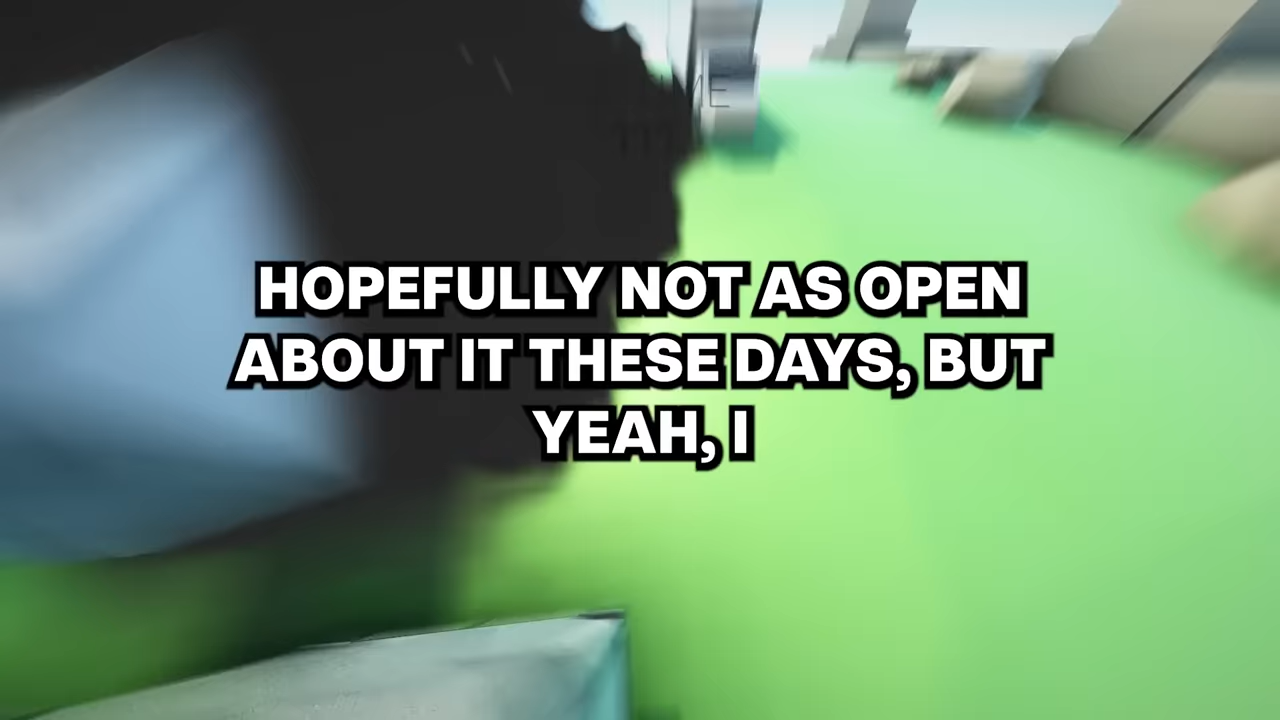 HOPEFULLY NOT AS OPEN
ABOUT IT THESE DAYS, BUT
YEAH, I